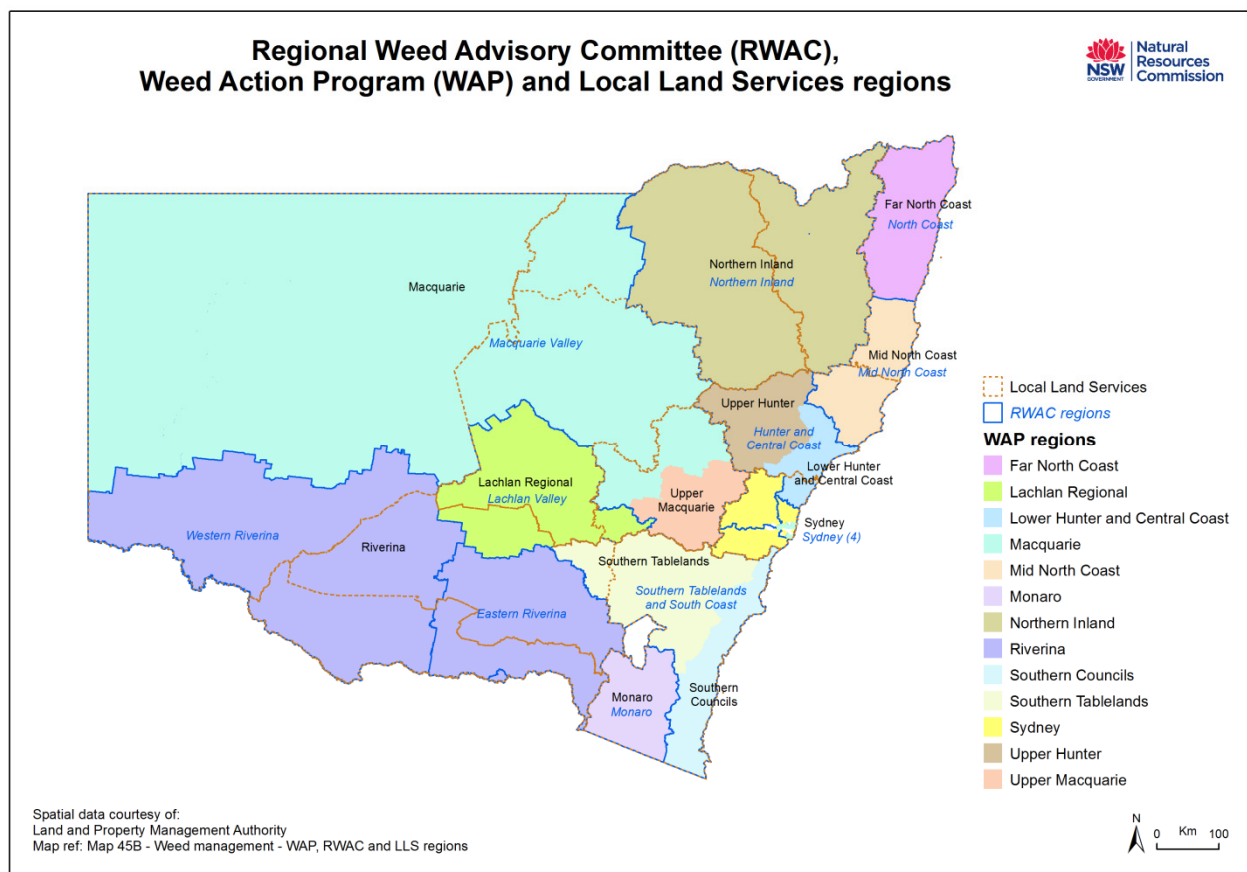 Regional Weed Advisory Committee (RWAC),
Weed Action Program (WAP) and Local Land Services regions
NSW
GOVERNMENT
Natural
Resources
Commission
Far North Coast
North Coast
Northern Inland
Northern Inland
Macquarie
Macquarie Valley
Mid North Coast
Mid North Coast
Upper Hunter
Hunter and
Central Coast
Lower Hunter
and Central Coast
Lachlan Regional
Lachlan Valley
Upper
Macquarie
Sydney
Sydney (4)
Western Riverina
Riverina
Southern Tablelands
Southern Tablelands
and South Coast
Eastern Riverina
Monaro
Monaro
Southern
Councils
Local Land Services
RWAC regions
WAP regions
Far North Coast
Lachlan Regional
Lower Hunter and Central Coast
Macquarie
Mid North Coast
Monaro
Northern Inland
Riverina
Southern Councils
Southern Tablelands
Sydney
Upper Hunter
Upper Macquarie
Spatial data courtesy of:
Land and Property Management Authority
Map ref: Map 45B - Weed management - WAP, RWAC and LLS regions
N
0 Km 100